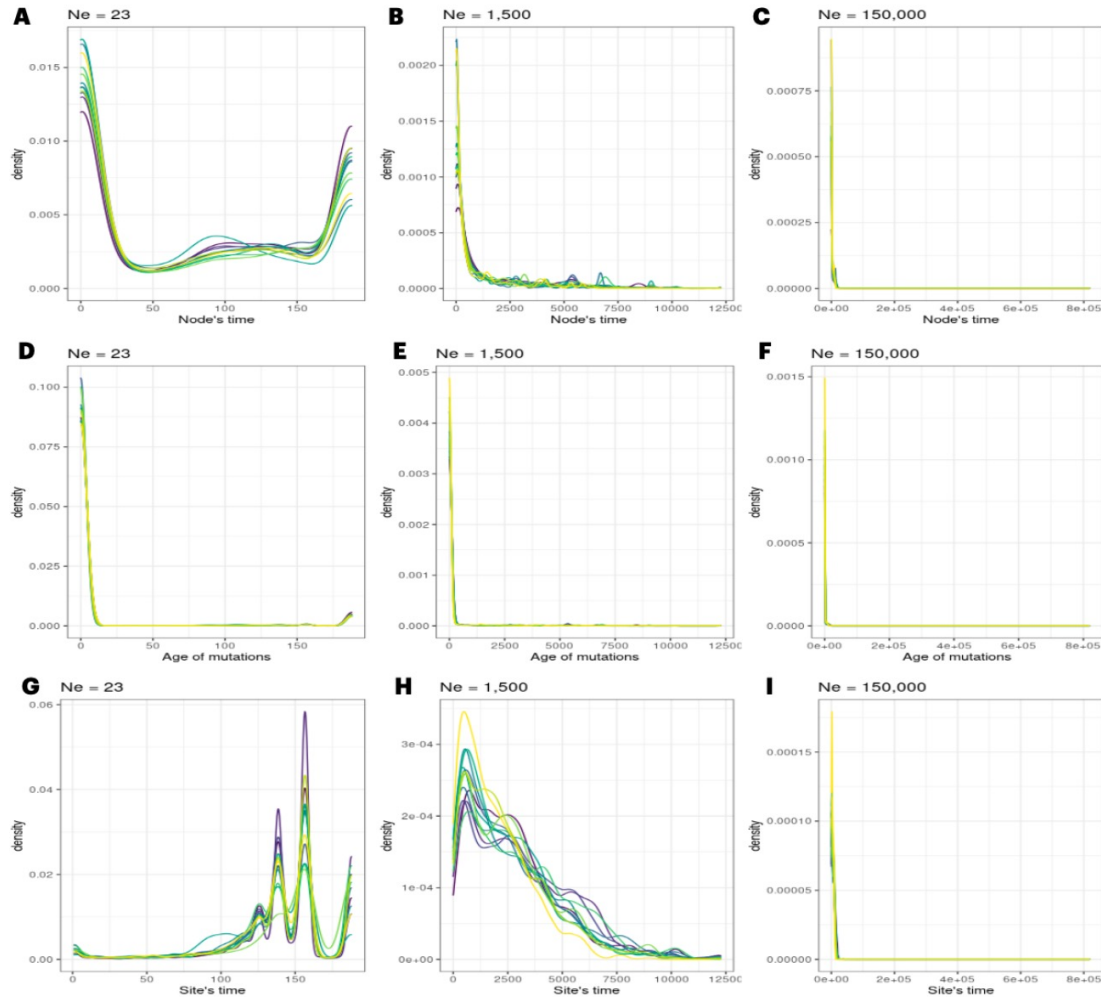 A Ne = 23
0.015
0.010
0.005
0.000
density
0 50 100 150
Node's time
B Ne = 1,500
0.0020
0.0015
0.0010
0.0005
0.0000
density
0 2500 5000 7500 10000 1250(
Node's time
C Ne = 150,000
0.00075
0.00050
0.00025
0.00000
density
0e+00 2e+05 4e+05 6e+05 8e+05
Node's time
D Ne = 23
0.100
0.075
0.050
0.025
0.000
density
0 50 100 150
Age of mutations
E Ne = 1,500
0.005
0.004
0.003
0.002
0.001
0.000
density
0 2500 5000 7500 10000 1250(
Age of mutations
F Ne = 150,000
0.0015
0.0010
0.0005
0.0000
density
0e+00 2e+05 4e+05 6e+05 8e+05
Age of mutations
G Ne = 23
0.06
0.04
0.02
0.00
density
0 50 100 150
Site's time
H Ne = 1,500
3e-04
2e-04
1e-04
0e+00
density
0 2500 5000 7500 10000 1250(
Site's time
I Ne = 150,000
0.00015
0.00010
0.00005
0.00000
density
0e+00 2e+05 4e+05 6e+05 8e+05
Site's time